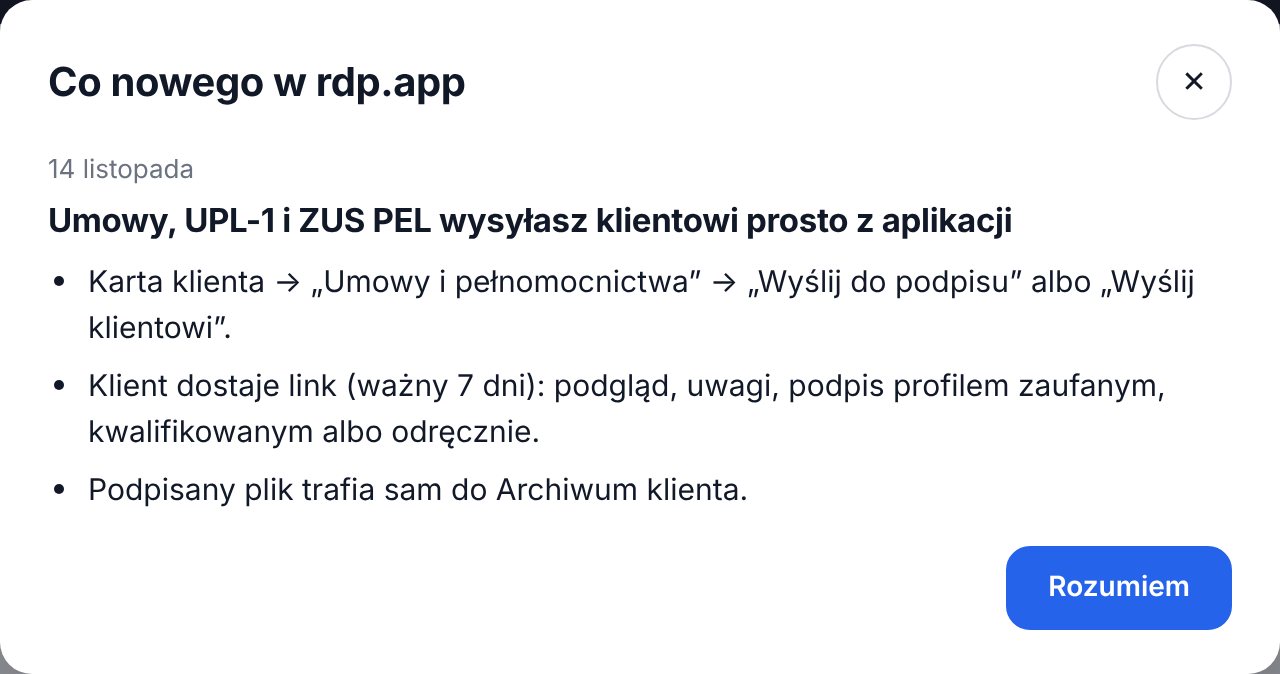 Co nowego w rdp.app
14 listopada
Umowy, UPL-1 i ZUS PEL wysyłasz klientowi prosto z aplikacji
• Karta klienta → „Umowy i pełnomocnictwa” → „Wyślij do podpisu” albo „Wyślij
klientowi”.
• Klient dostaje link (ważny 7 dni): podgląd, uwagi, podpis profilem zaufanym,
kwalifikowanym albo odręcznie.
• Podpisany plik trafia sam do Archiwum klienta.
Rozumiem